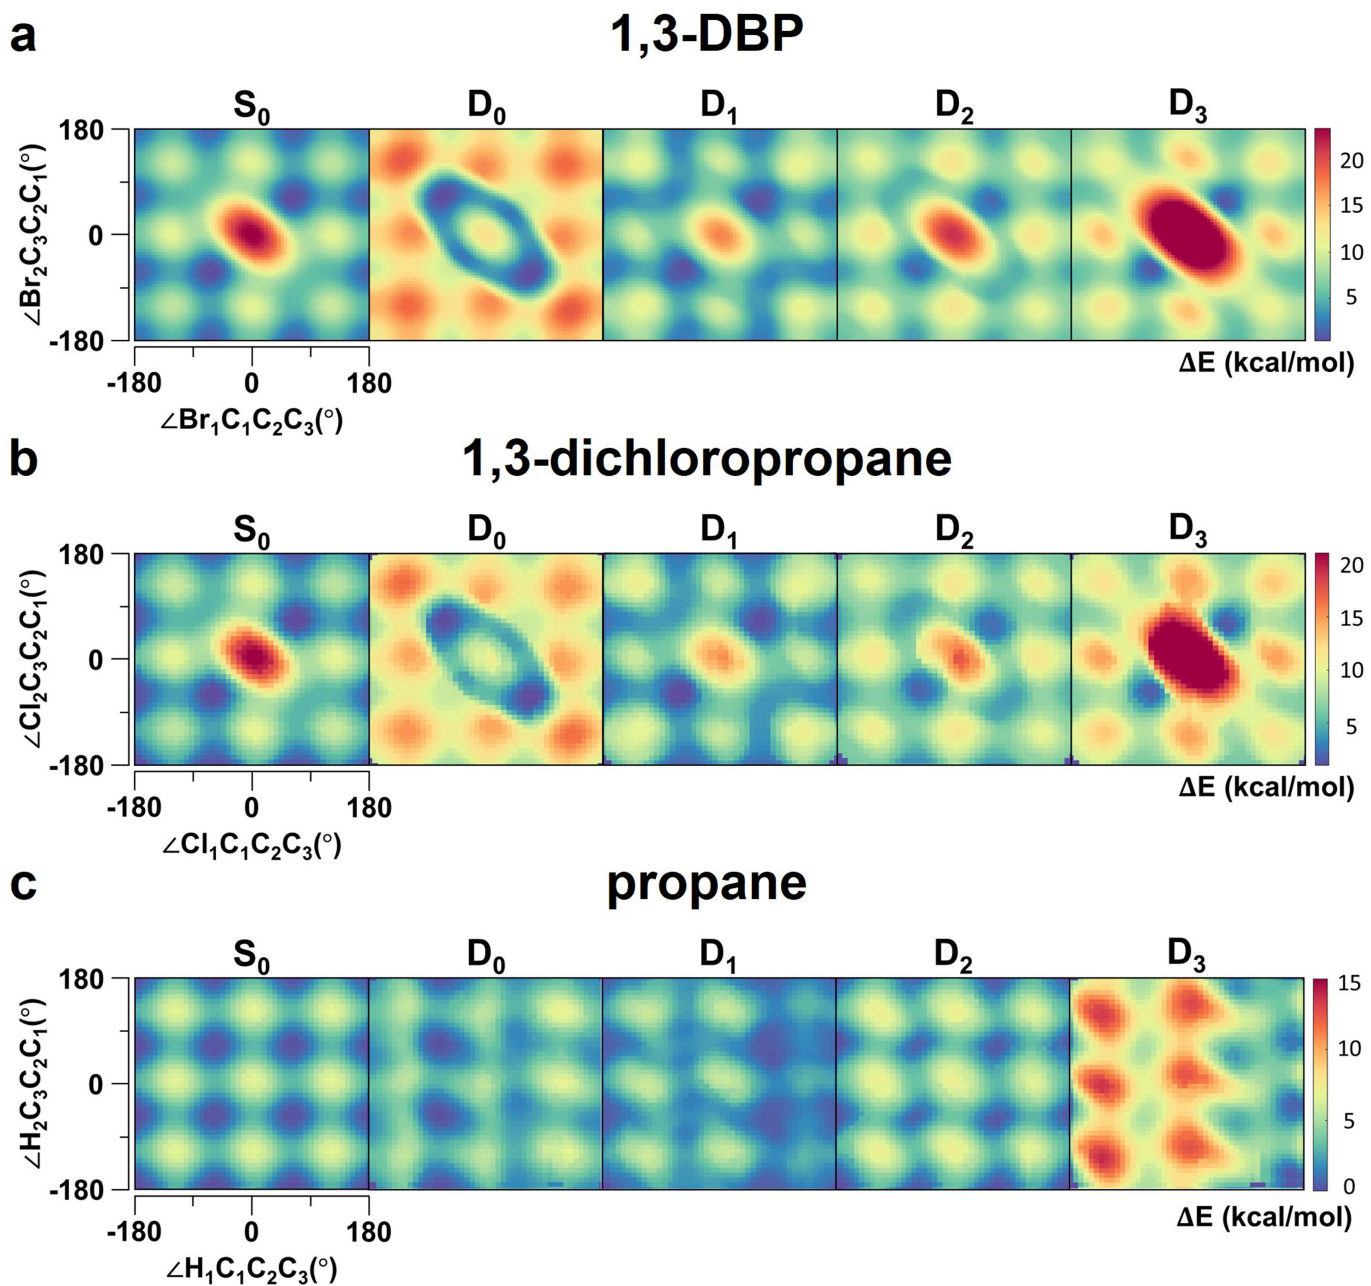 a
1,3-DBP
S0 D0 D1 D2 D3
180
0
-180
∠Br2C3C2C1(°)
20
15
10
5
-180 0 180
ΔE (kcal/mol)
∠Br1C1C2C3(°)
b
1,3-dichloropropane
S0 D0 D1 D2 D3
180
0
-180
∠Cl2C3C2C1(°)
20
15
10
5
-180 0 180
ΔE (kcal/mol)
∠Cl1C1C2C3(°)
c
propane
S0 D0 D1 D2 D3
180
0
-180
∠H2C3C2C1(°)
15
10
5
0
-180 0 180
ΔE (kcal/mol)
∠H1C1C2C3(°)